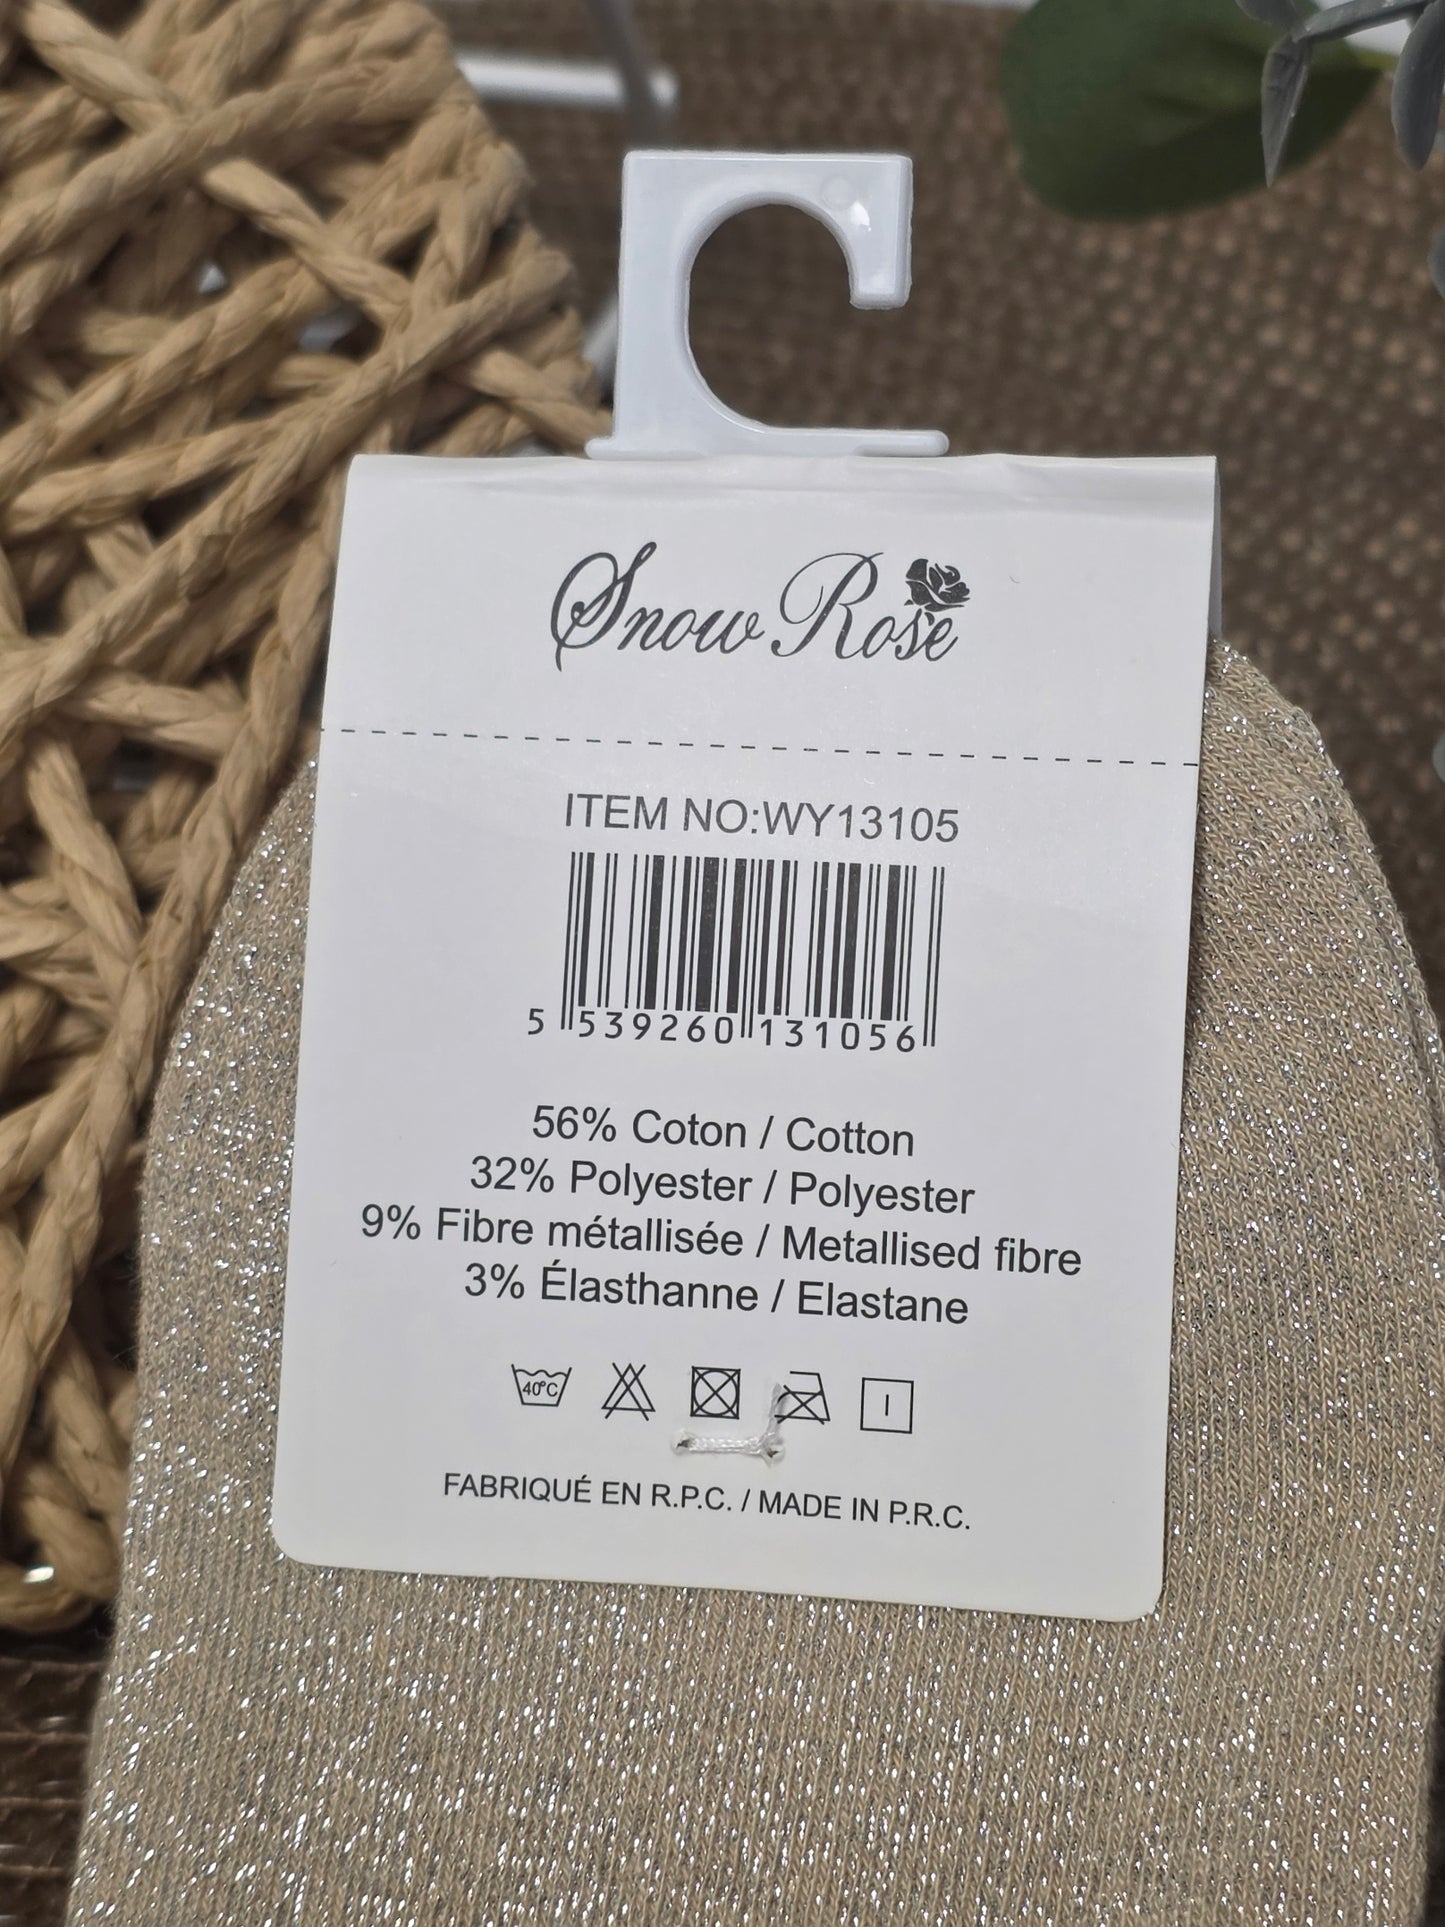 Snow Rose
ITEM NO:WY13105
5 539260 131056
56% Coton / Cotton
32% Polyester / Polyester
9% Fibre métallisée / Metallised fibre
3% Élasthanne / Elastane
40°C
FABRIQUÉ EN R.P.C. / MADE IN P.R.C.